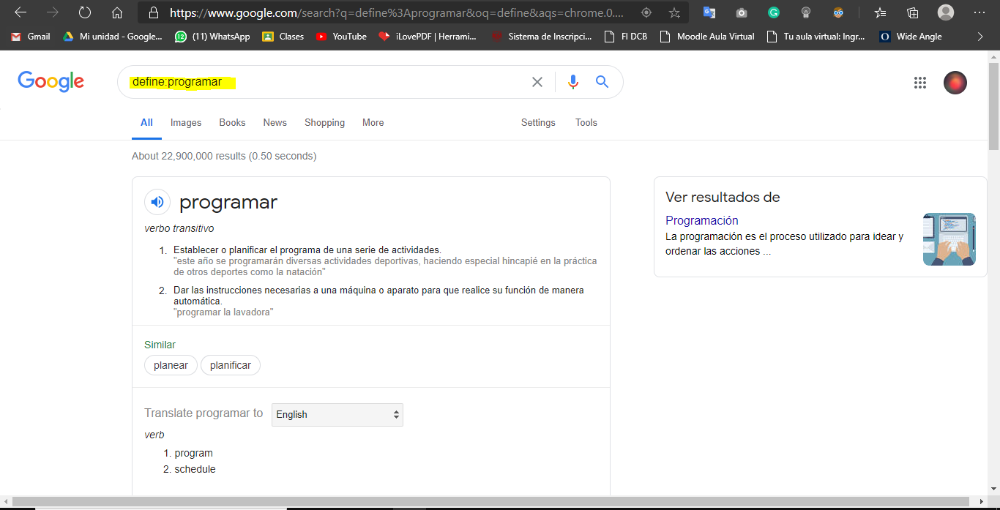 https://www.google.com/search?q=define%3Aprogramar&oq=define&aqs=chrome.0....
Gmail
Mi unidad - Google...
(11) WhatsApp
Clases
YouTube
iLovePDF | Herrami...
Sistema de Inscripci...
FI DCB
Moodle Aula Virtual
Tu aula virtual: Ingr...
Wide Angle
Google
define:programar
All
Images
Books
News
Shopping
More
Settings
Tools
About 22,900,000 results (0.50 seconds)
programar
verbo transitivo
1. Establecer o planificar el programa de una serie de actividades.
"este año se programarán diversas actividades deportivas, haciendo especial hincapié en la práctica
de otros deportes como la natación"
2. Dar las instrucciones necesarias a una máquina o aparato para que realice su función de manera
automática.
"programar la lavadora"
Similar
planear
planificar
Translate programar to
English
verb
1. program
2. schedule
Ver resultados de
Programación
La programación es el proceso utilizado para idear y
ordenar las acciones ...